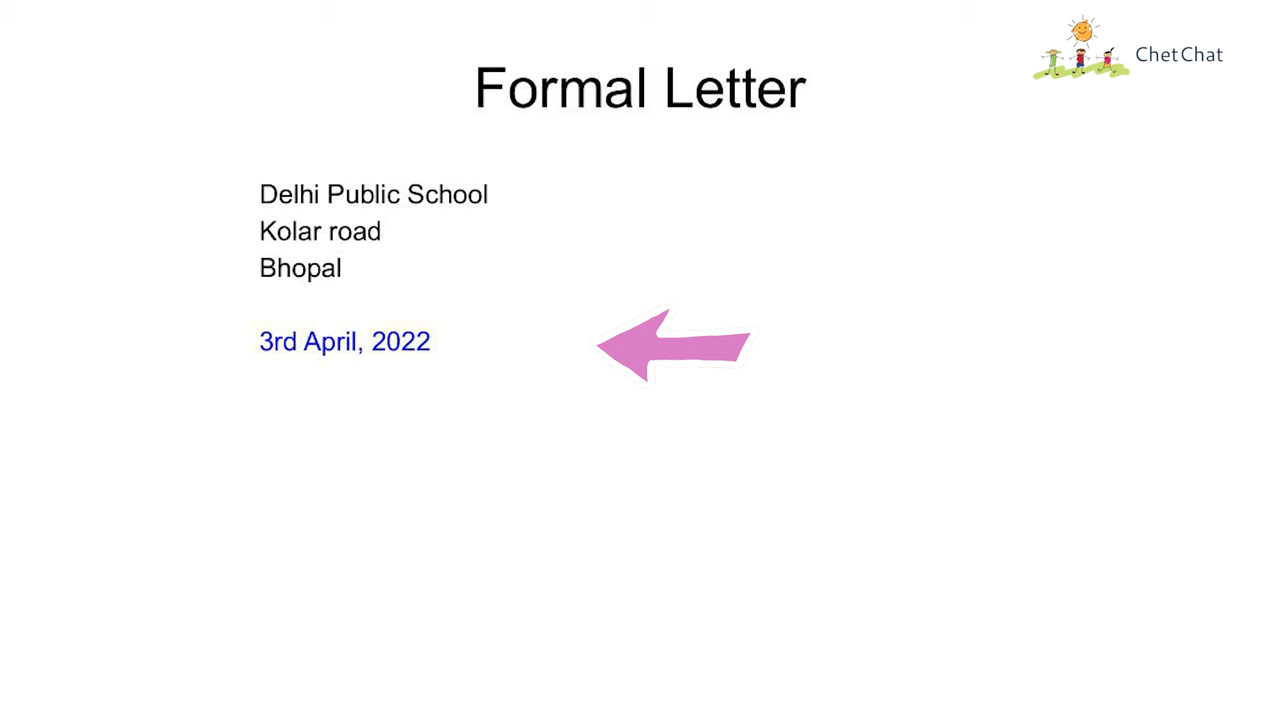 ChetChat
Formal Letter
Delhi Public School
Kolar road
Bhopal
3rd April, 2022